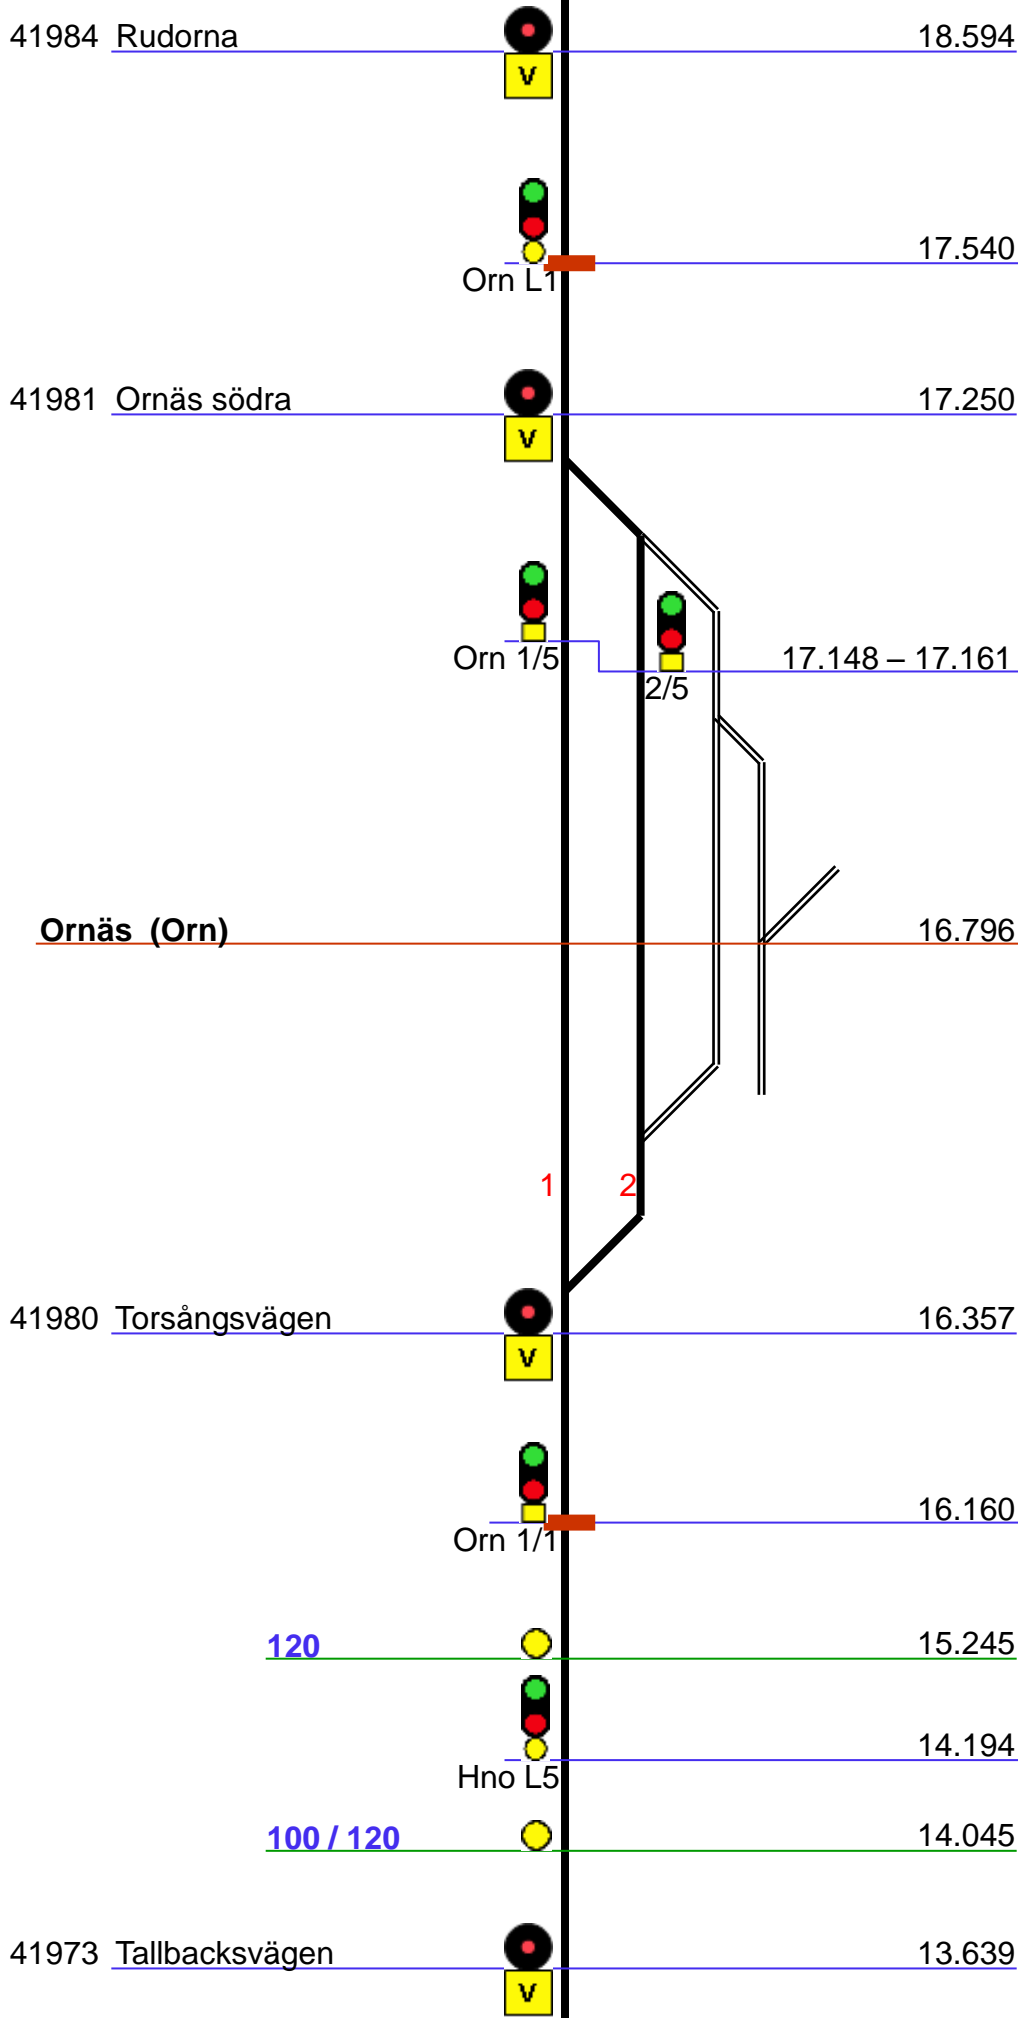 41984 Rudorna 18.594
V
17.540
Orn L1
41981 Ornäs södra 17.250
V
Orn 1/5 17.148 – 17.161
2/5
Ornäs (Orn) 16.796
1 2
41980 Torsångsvägen 16.357
V
16.160
Orn 1/1
120 15.245
14.194
Hno L5
100 / 120 14.045
41973 Tallbacksvägen 13.639
V